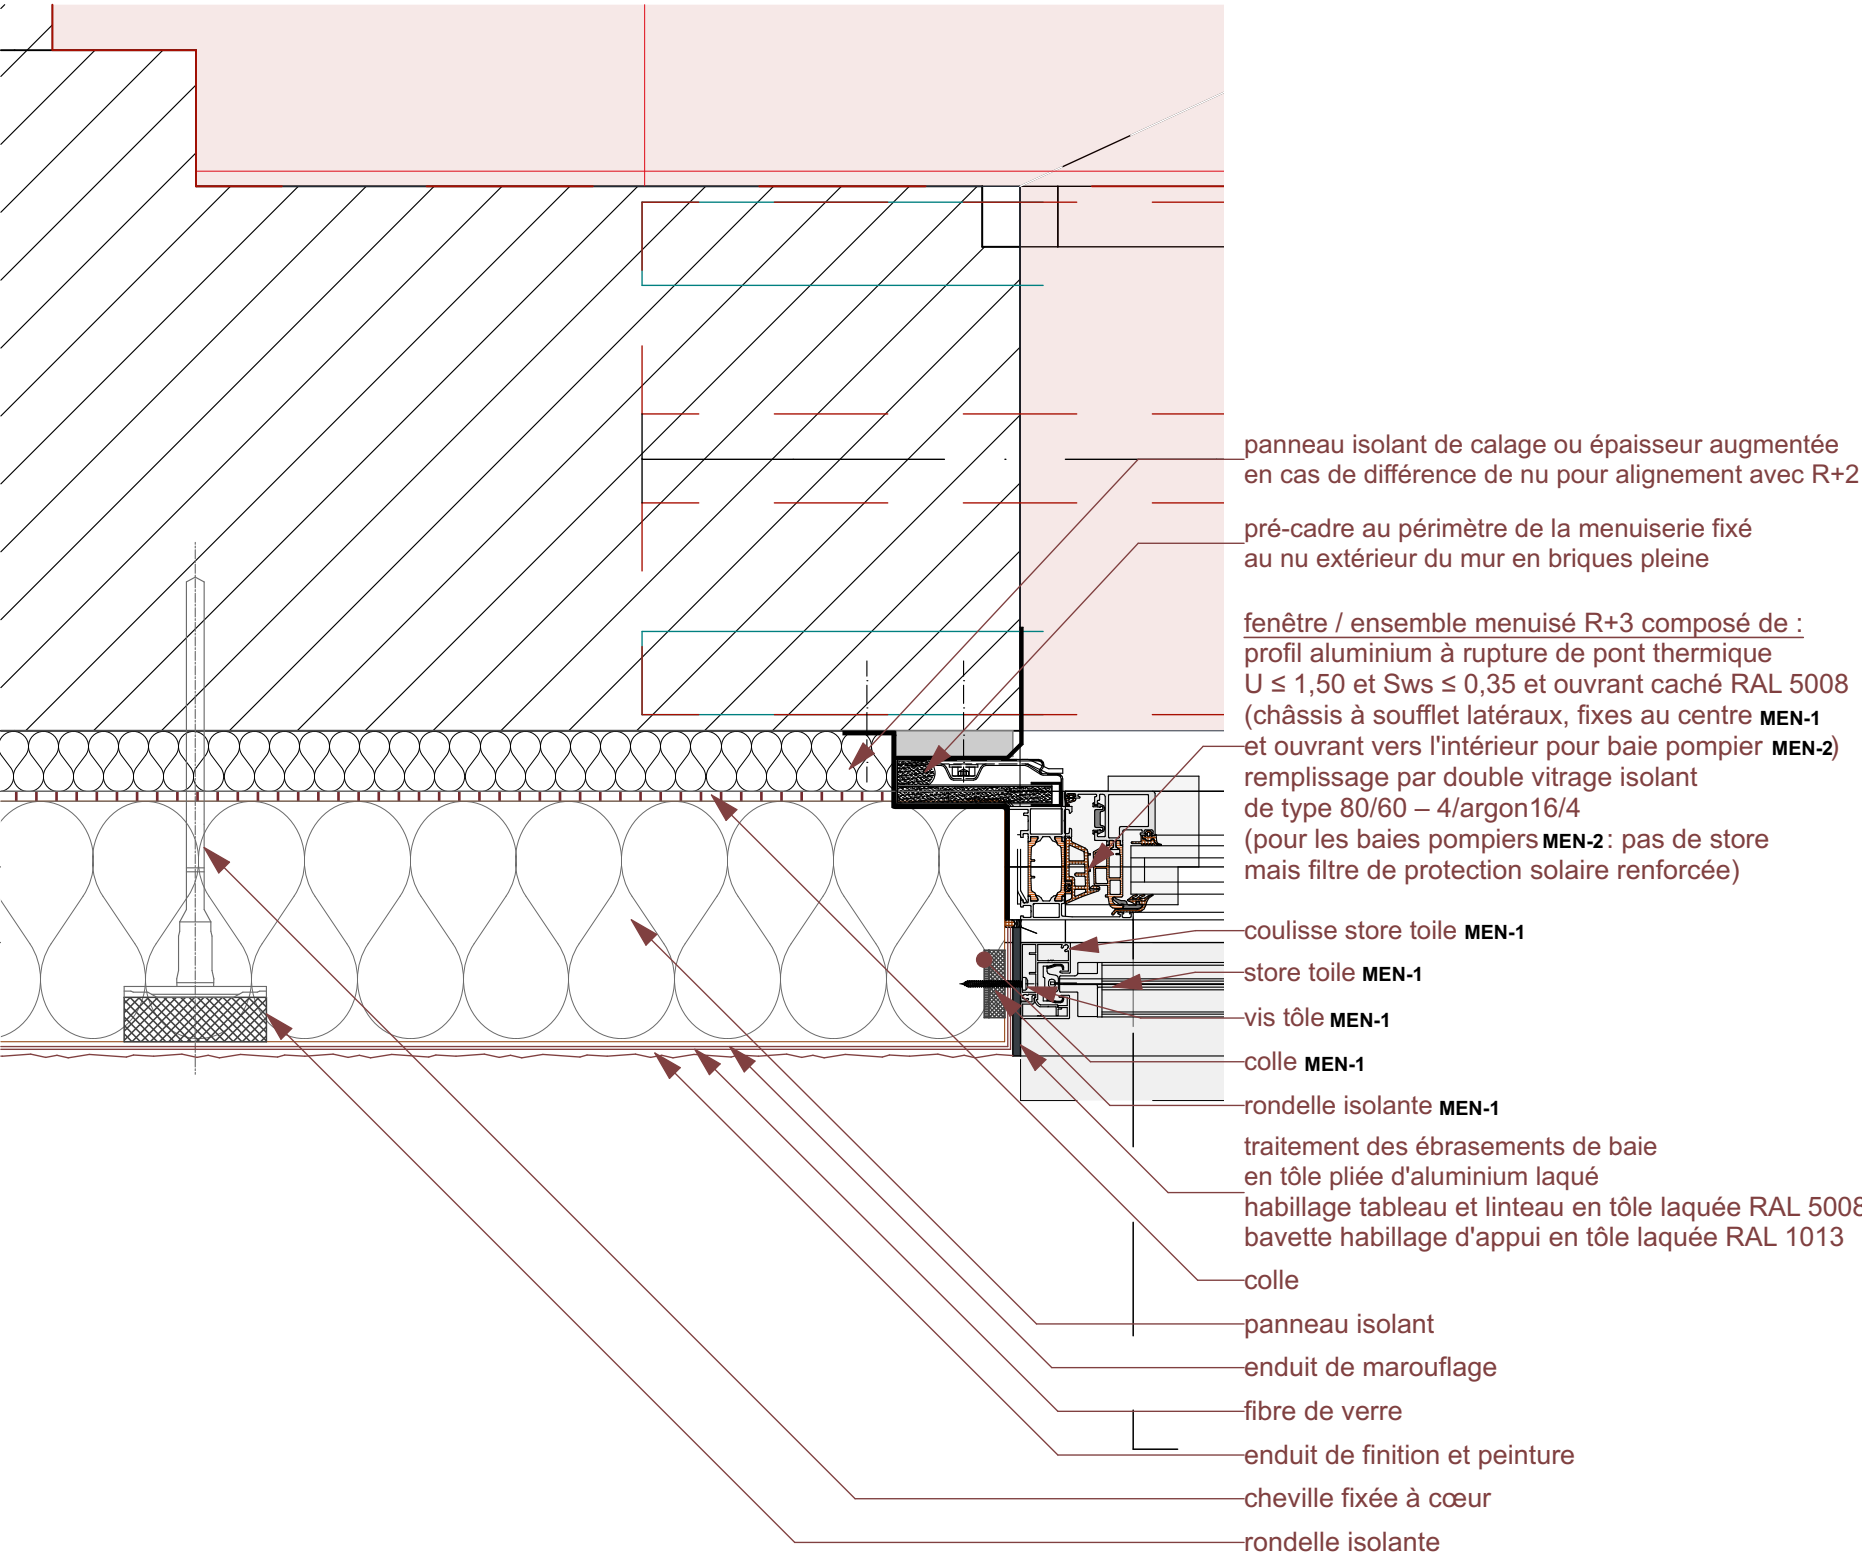 panneau isolant de calage ou épaisseur augmentée
en cas de différence de nu pour alignement avec R+2
pré-cadre au périmètre de la menuiserie fixé
au nu extérieur du mur en briques pleine
fenêtre / ensemble menuisé R+3 composé de :
profil aluminium à rupture de pont thermique
U ≤ 1,50 et Sws ≤ 0,35 et ouvrant caché RAL 5008
(châssis à soufflet latéraux, fixes au centre MEN-1
et ouvrant vers l'intérieur pour baie pompier MEN-2)
remplissage par double vitrage isolant
de type 80/60 – 4/argon16/4
(pour les baies pompiers MEN-2 : pas de store
mais filtre de protection solaire renforcée)
coulisse store toile MEN-1
store toile MEN-1
vis tôle MEN-1
colle MEN-1
rondelle isolante MEN-1
traitement des ébrasements de baie
en tôle pliée d'aluminium laqué
habillage tableau et linteau en tôle laquée RAL 5008
bavette habillage d'appui en tôle laquée RAL 1013
colle
panneau isolant
enduit de marouflage
fibre de verre
enduit de finition et peinture
cheville fixée à cœur
rondelle isolante